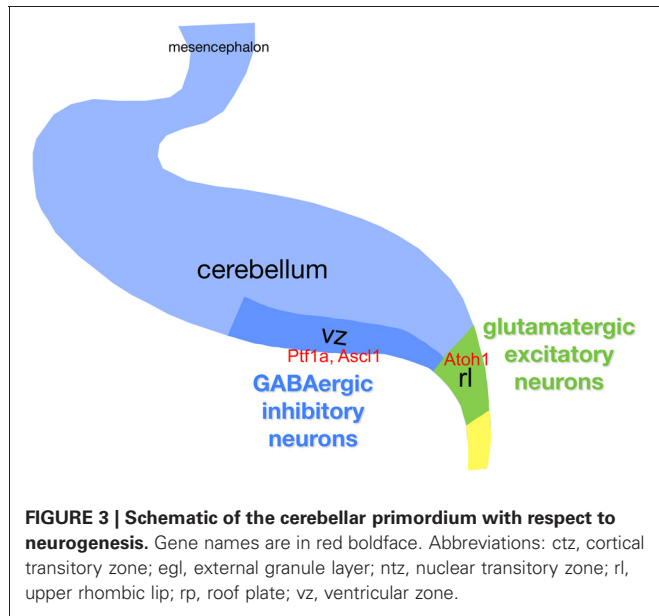 mesencephalon
cerebellum
vz
Ptf1a, Ascl1
GABAergic
inhibitory
neurons
glutamatergic
excitatory
neurons
Atoh1
rl
FIGURE 3 | Schematic of the cerebellar primordium with respect to
neurogenesis. Gene names are in red boldface. Abbreviations: ctz, cortical
transitory zone; egl, external granule layer; ntz, nuclear transitory zone; rl,
upper rhombic lip; rp, roof plate; vz, ventricular zone.